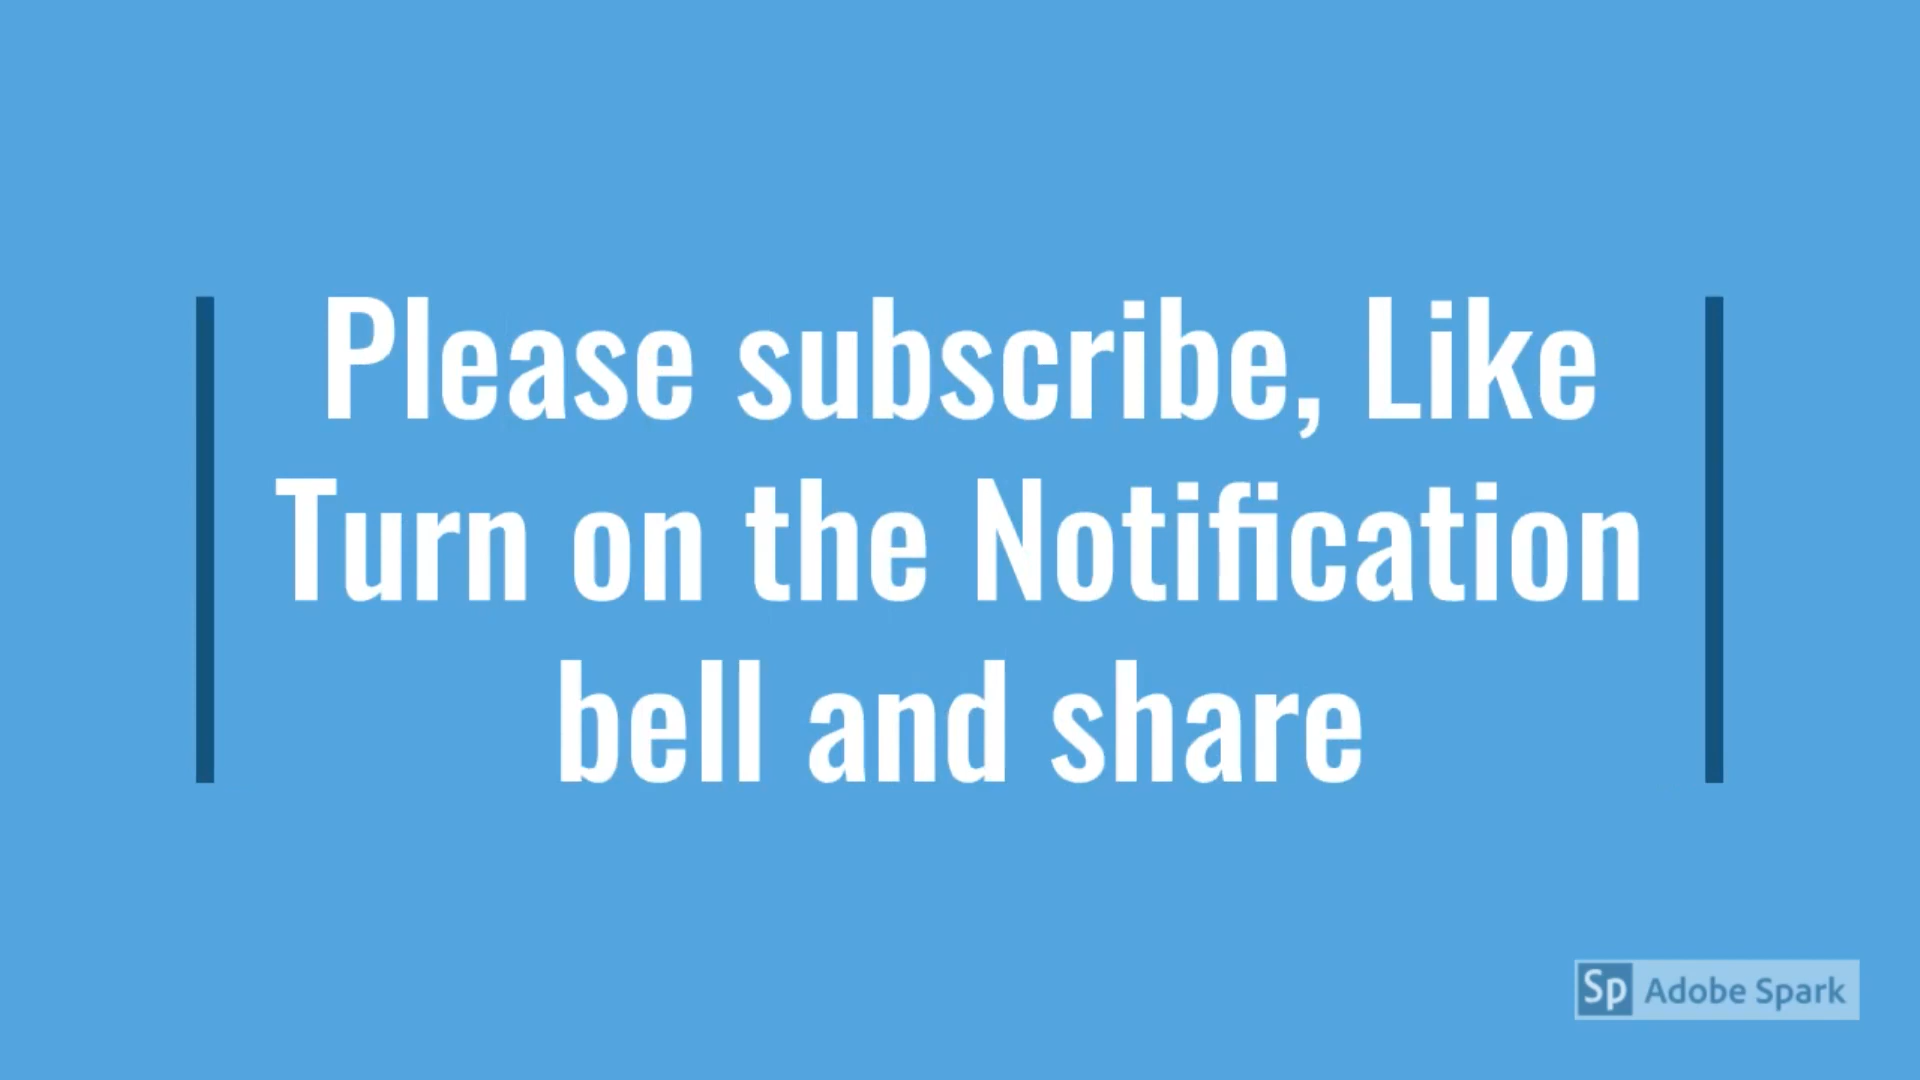 Please subscribe, Like
Turn on the Notification
bell and share
Sp Adobe Spark